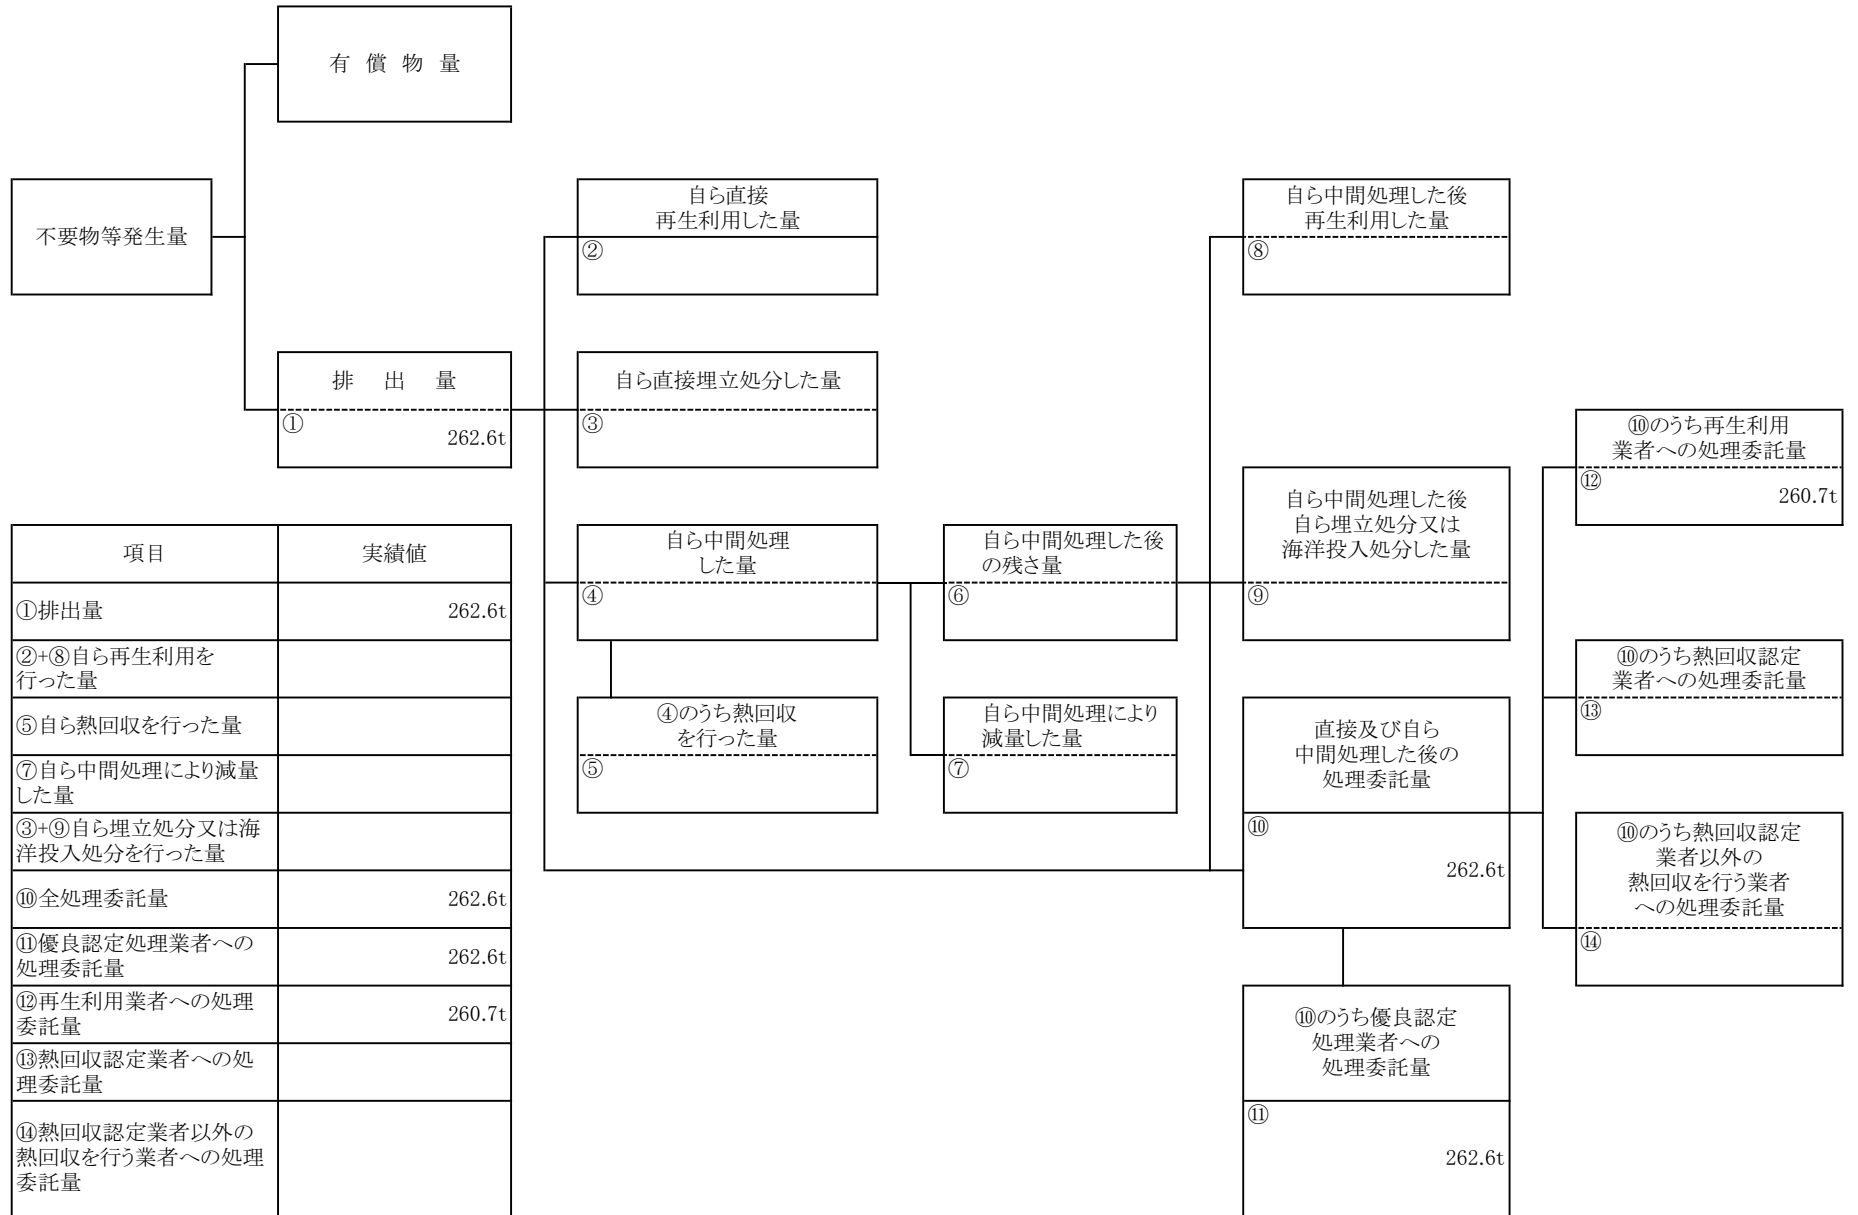 有 償 物 量
不要物等発生量
排 出 量
①
262.6t
自ら直接
再生利用した量
②
自ら直接埋立処分した量
③
自ら中間処理
した量
④
④のうち熱回収
を行った量
⑤
自ら中間処理した後
の残さ量
⑥
自ら中間処理により
減量した量
⑦
自ら中間処理した後
再生利用した量
⑧
自ら中間処理した後
自ら埋立処分又は
海洋投入処分した量
⑨
直接及び自ら
中間処理した後の
処理委託量
⑩
262.6t
⑩のうち優良認定
処理業者への
処理委託量
⑪
262.6t
⑩のうち再生利用
業者への処理委託量
⑫
260.7t
⑩のうち熱回収認定
業者への処理委託量
⑬
⑩のうち熱回収認定
業者以外の
熱回収を行う業者
への処理委託量
⑭
項目 実績値
①排出量 262.6t
②+⑧自ら再生利用を
行った量
⑤自ら熱回収を行った量
⑦自ら中間処理により減量
した量
③+⑨自ら埋立処分又は海
洋投入処分を行った量
⑩全処理委託量 262.6t
⑪優良認定処理業者への
処理委託量 262.6t
⑫再生利用業者への処理
委託量 260.7t
⑬熱回収認定業者への処
理委託量
⑭熱回収認定業者以外の
熱回収を行う業者への処理
委託量